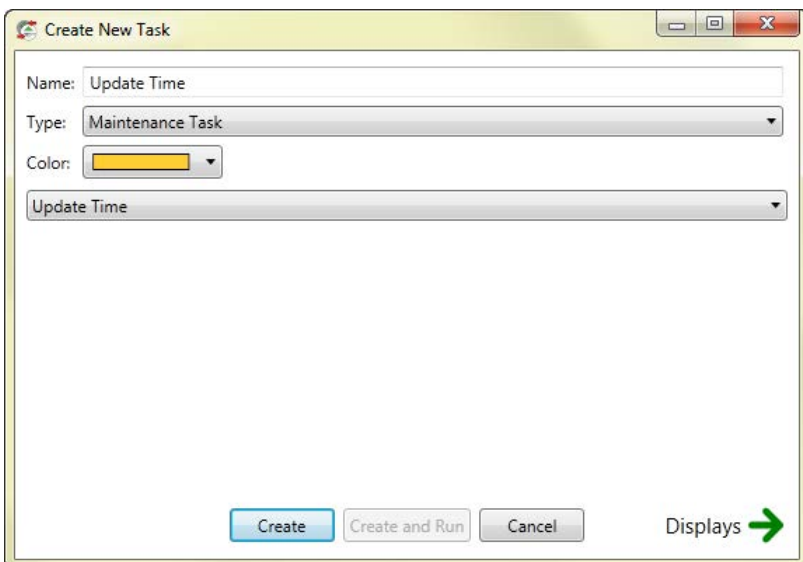 Create New Task
Name: Update Time
Type: Maintenance Task
Color:
Update Time
Create Create and Run Cancel Displays